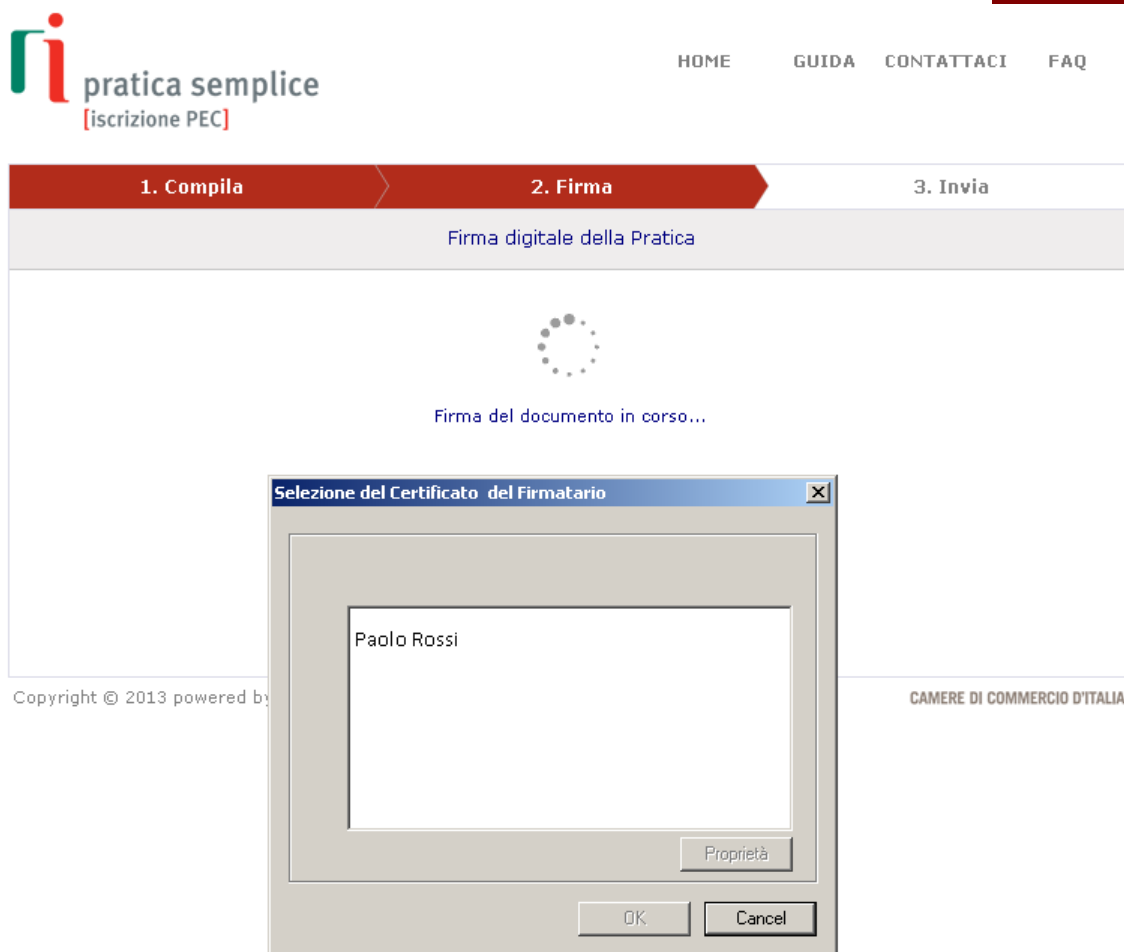 ri
pratica semplice
[iscrizione PEC]
HOME GUIDA CONTATTACI FAQ
1. Compila 2. Firma 3. Invia
Firma digitale della Pratica
Firma del documento in corso...
Selezione del Certificato del Firmatario
Paolo Rossi
Copyright © 2013 powered by
CAMERE DI COMMERCIO D'ITALIA
Proprietà
OK Cancel